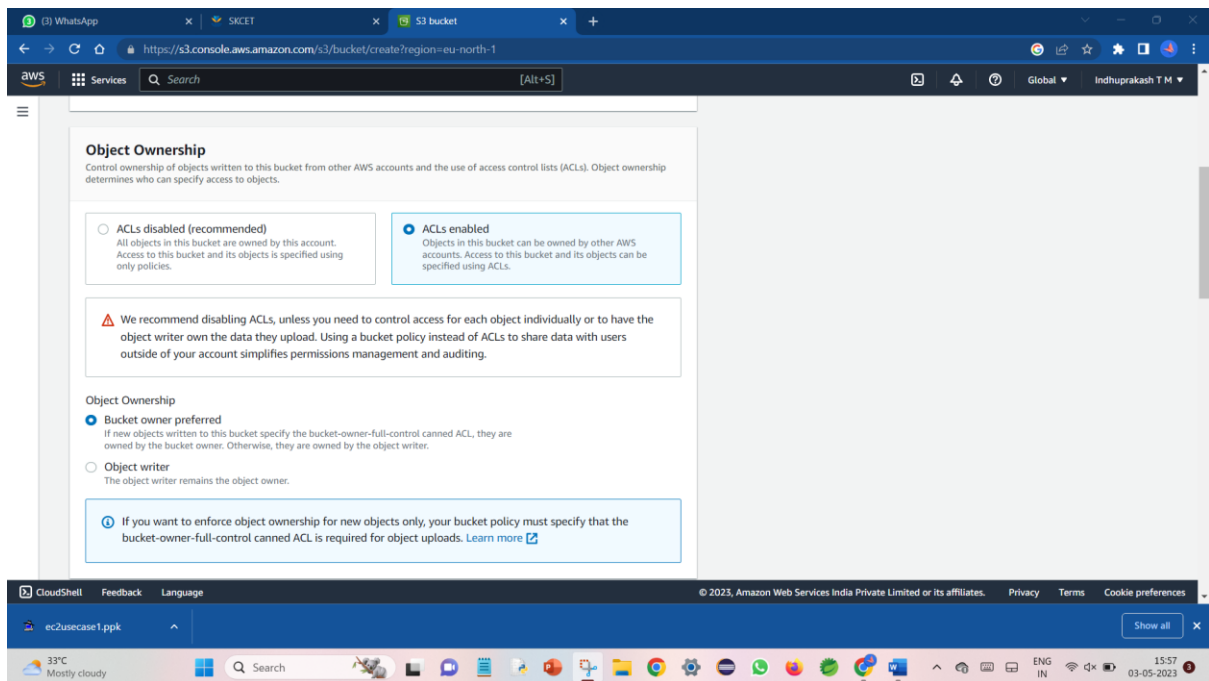 (3) WhatsApp
SKCET
S3 bucket
https://s3.console.aws.amazon.com/s3/bucket/create?region=eu-north-1
aws
Services
Search
[Alt+S]
Global
Indhuprakash T M
Object Ownership
Control ownership of objects written to this bucket from other AWS accounts and the use of access control lists (ACLs). Object ownership
determines who can specify access to objects.
ACLs disabled (recommended)
All objects in this bucket are owned by this account.
Access to this bucket and its objects is specified using
only policies.
ACLs enabled
Objects in this bucket can be owned by other AWS
accounts. Access to this bucket and its objects can be
specified using ACLs.
We recommend disabling ACLs, unless you need to control access for each object individually or to have the
object writer own the data they upload. Using a bucket policy instead of ACLs to share data with users
outside of your account simplifies permissions management and auditing.
Object Ownership
Bucket owner preferred
If new objects written to this bucket specify the bucket-owner-full-control canned ACL, they are
owned by the bucket owner. Otherwise, they are owned by the object writer.
Object writer
The object writer remains the object owner.
If you want to enforce object ownership for new objects only, your bucket policy must specify that the
bucket-owner-full-control canned ACL is required for object uploads. Learn more
CloudShell
Feedback
Language
© 2023, Amazon Web Services India Private Limited or its affiliates.
Privacy
Terms
Cookie preferences
ec2usecase1.ppk
Show all
33°C
Mostly cloudy
Search
ENG
IN
15:57
03-05-2023
3